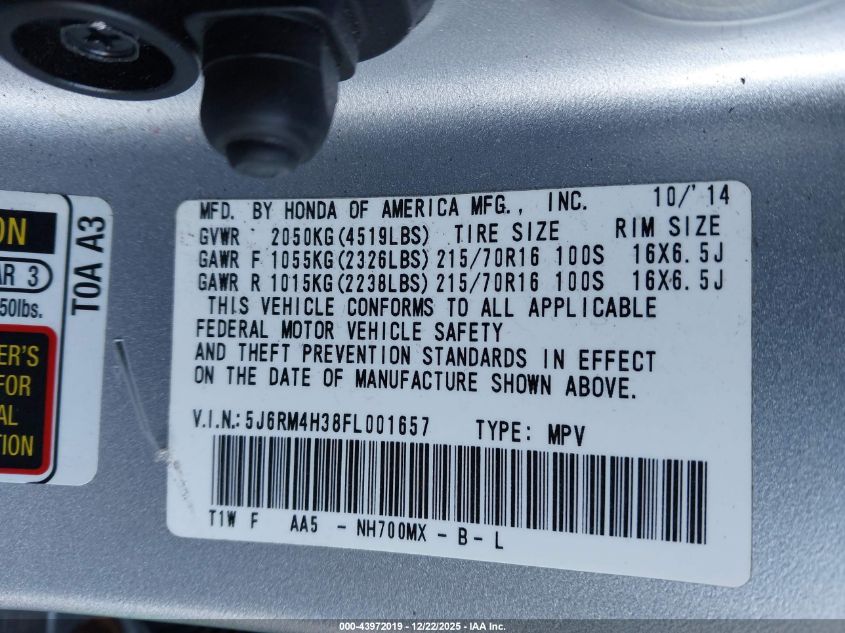 ON
AR 3
50lbs.
TOA A3
ER'S
FOR
AL
TION
MFD. BY HONDA OF AMERICA MFG., INC. 10/'14
GVWR 2050KG(4519LBS) TIRE SIZE RIM SIZE
GAWR F 1055KG(2326LBS) 215/70R16 100S 16X6.5J
GAWR R 1015KG(2238LBS) 215/70R16 100S 16X6.5J
THIS VEHICLE CONFORMS TO ALL APPLICABLE
FEDERAL MOTOR VEHICLE SAFETY
AND THEFT PREVENTION STANDARDS IN EFFECT
ON THE DATE OF MANUFACTURE SHOWN ABOVE.
V.I.N.: 5J6RM4H38FL001657 TYPE: MPV
T1W F AA5 - NH700MX - B - L
000-43972019 - 12/22/2025 - IAA Inc.